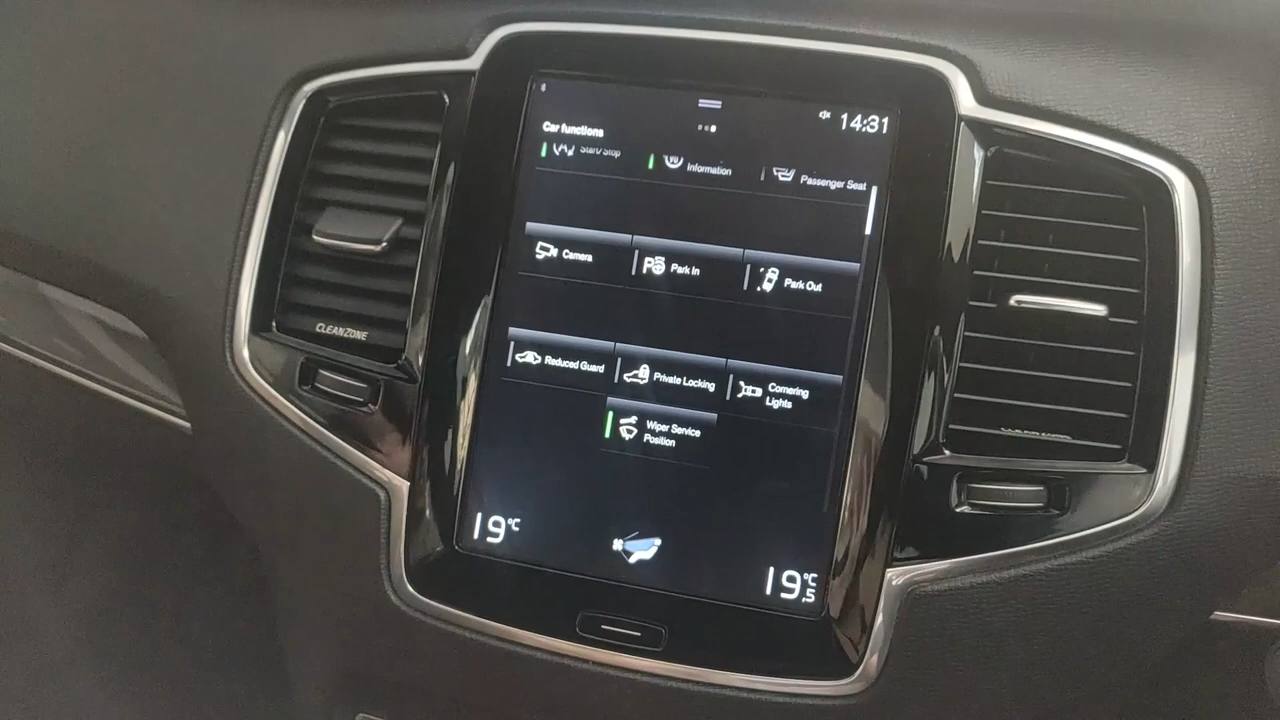 14:31
Car functions
Start/Stop
Information
Passenger Seat
Camera
Park In
Park Out
CLEANZONE
Reduced Guard
Private Locking
Cornering
Lights
Wiper Service
Position
CLEANZONE
19°C
19°C
,5